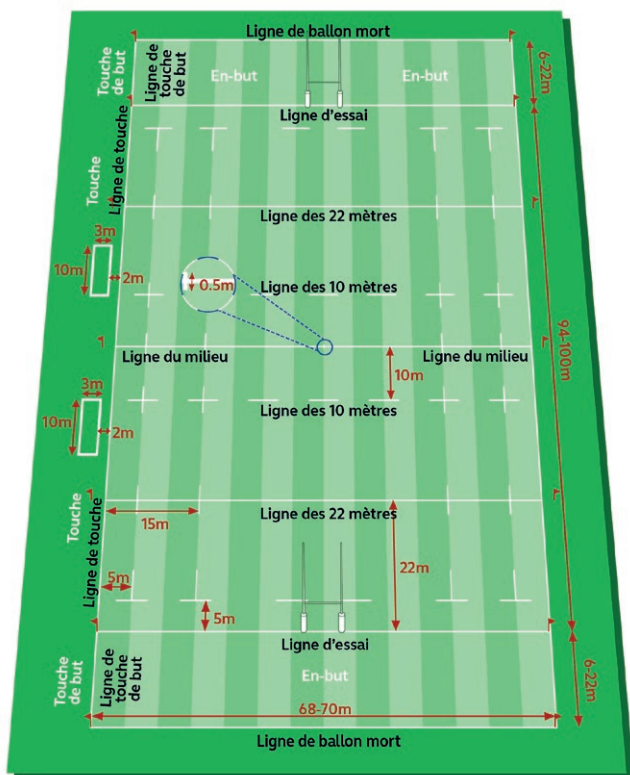 Ligne de ballon mort
Touche
de but
Ligne de
touche
de but
En-but
En-but
6-22m
Ligne d'essai
Ligne de touche
Touche
Ligne des 22 mètres
3m
10m
2m
0.5m
Ligne des 10 mètres
94-100m
Ligne du milieu
Ligne du milieu
10m
3m
10m
2m
Ligne des 10 mètres
Touche
Ligne de touche
15m
Ligne des 22 mètres
22m
5m
5m
Ligne d'essai
Touche
de but
Ligne de
touche
de but
En-but
6-22m
68-70m
Ligne de ballon mort